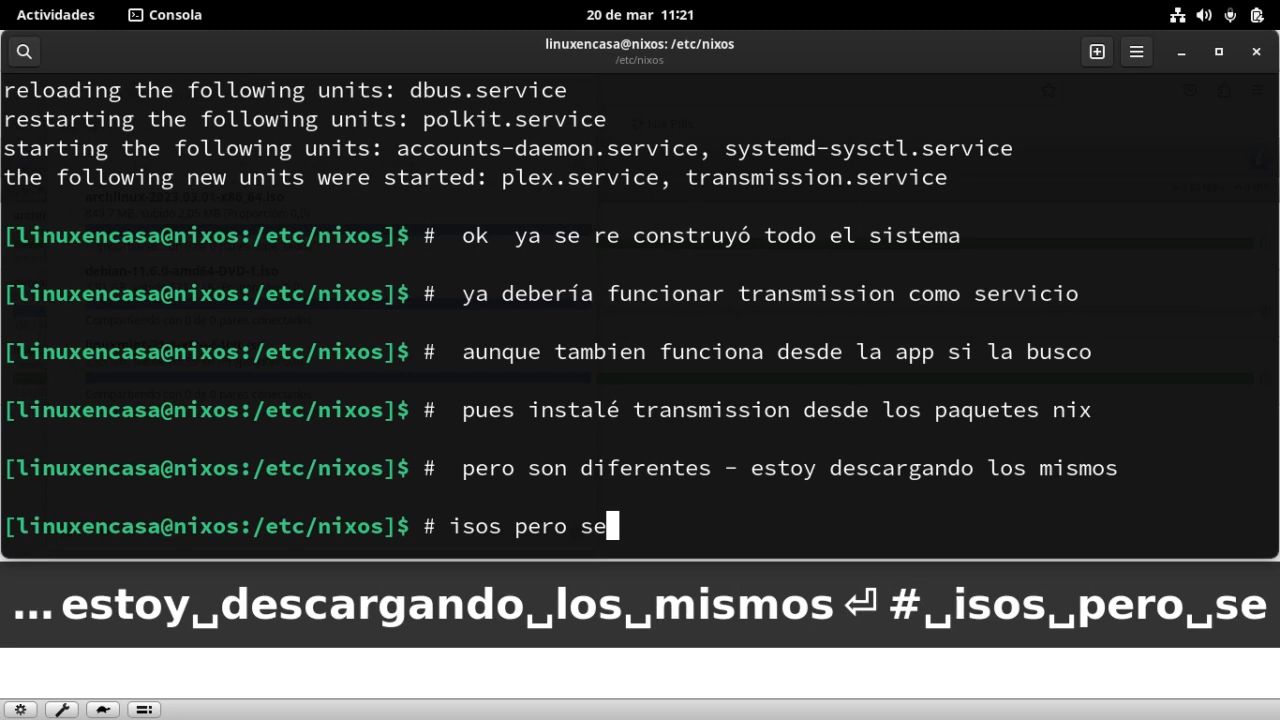 Actividades Consola 20 de mar 11:21
linuxencasa@nixos: /etc/nixos
/etc/nixos
reloading the following units: dbus.service
restarting the following units: polkit.service
starting the following units: accounts-daemon.service, systemd-sysctl.service
the following new units were started: plex.service, transmission.service
[linuxencasa@nixos:/etc/nixos]$ #  ok  ya se re construyó todo el sistema
[linuxencasa@nixos:/etc/nixos]$ #  ya debería funcionar transmission como servicio
[linuxencasa@nixos:/etc/nixos]$ #  aunque tambien funciona desde la app si la busco
[linuxencasa@nixos:/etc/nixos]$ #  pues instalé transmission desde los paquetes nix
[linuxencasa@nixos:/etc/nixos]$ #  pero son diferentes - estoy descargando los mismos
[linuxencasa@nixos:/etc/nixos]$ # isos pero se
... estoy␣descargando␣los␣mismos⏎#␣isos␣pero␣se